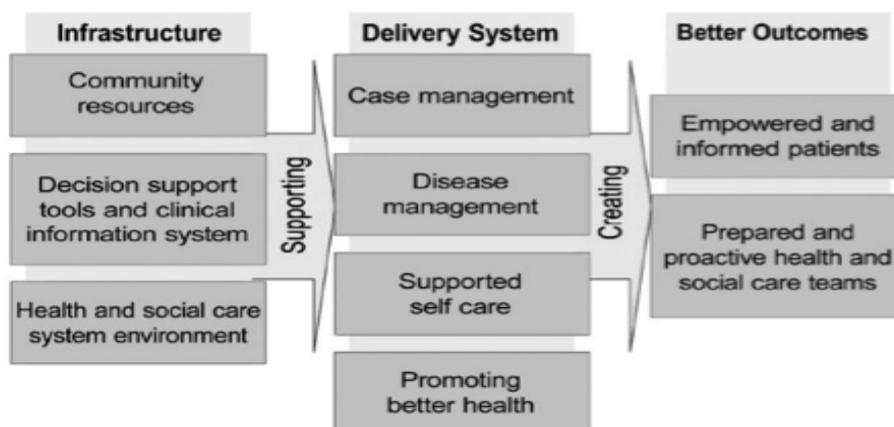 Infrastructure
Community
resources
Decision support
tools and clinical
information system
Health and social care
system environment
Supporting
Delivery System
Case management
Disease
management
Supported
self care
Promoting
better health
Creating
Better Outcomes
Empowered and
informed patients
Prepared and
proactive health and
social care teams